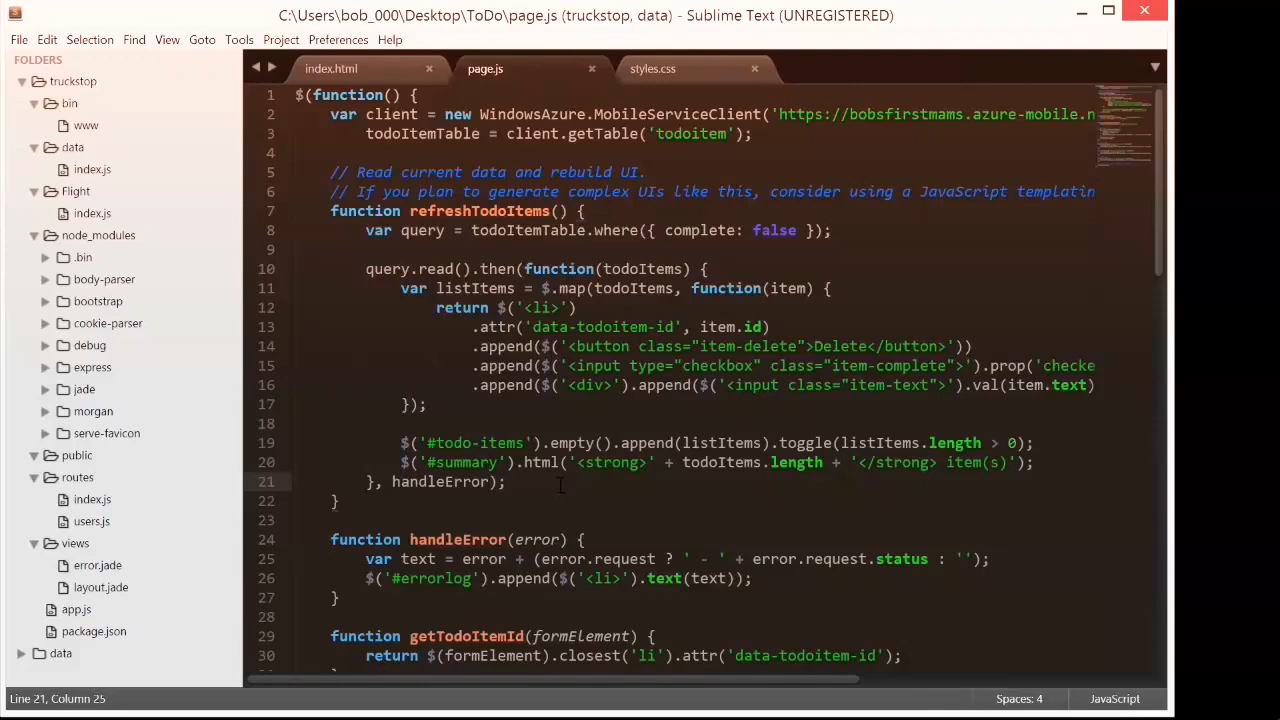 C:\Users\bob_000\Desktop\ToDo\page.js (truckstop, data) - Sublime Text (UNREGISTERED)
File Edit Selection Find View Goto Tools Project Preferences Help
FOLDERS
truckstop
bin
www
data
index.js
Flight
index.js
node_modules
.bin
body-parser
bootstrap
cookie-parser
debug
express
jade
morgan
serve-favicon
public
routes
index.js
users.js
views
error.jade
layout.jade
app.js
package.json
data
index.html page.js styles.css
1 $(function() {
2 var client = new WindowsAzure.MobileServiceClient('https://bobsfirstmams.azure-mobile.n
3 todoItemTable = client.getTable('todoitem');
4
5 // Read current data and rebuild UI.
6 // If you plan to generate complex UIs like this, consider using a JavaScript templatin
7 function refreshTodoItems() {
8 var query = todoItemTable.where({ complete: false });
9
10 query.read().then(function(todoItems) {
11 var listItems = $.map(todoItems, function(item) {
12 return $('<li>')
13 .attr('data-todoitem-id', item.id)
14 .append($('<button class="item-delete">Delete</button>'))
15 .append($('<input type="checkbox" class="item-complete">').prop('checke
16 .append($('<div>').append($('<input class="item-text">').val(item.text)
17 });
18
19 $('#todo-items').empty().append(listItems).toggle(listItems.length > 0);
20 $('#summary').html('<strong>' + todoItems.length + '</strong> item(s)');
21 }, handleError);
22 }
23
24 function handleError(error) {
25 var text = error + (error.request ? ' - ' + error.request.status : '');
26 $('#errorlog').append($('<li>').text(text));
27 }
28
29 function getTodoItemId(formElement) {
30 return $(formElement).closest('li').attr('data-todoitem-id');
Line 21, Column 25 Spaces: 4 JavaScript